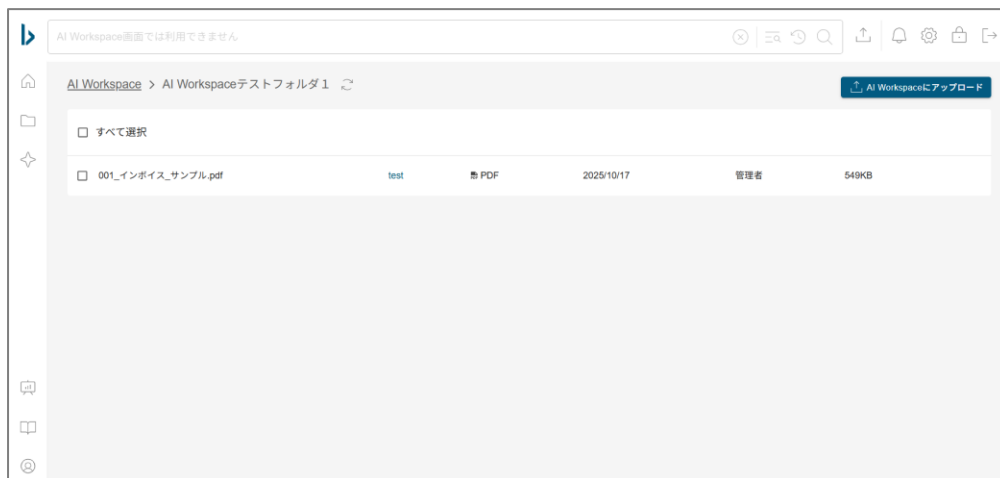 AI Workspace画面では利用できません
AI Workspace > AI Workspaceテストフォルダ１
AI Workspaceにアップロード
すべて選択
001_インボイス_サンプル.pdf test PDF 2025/10/17 管理者 549KB